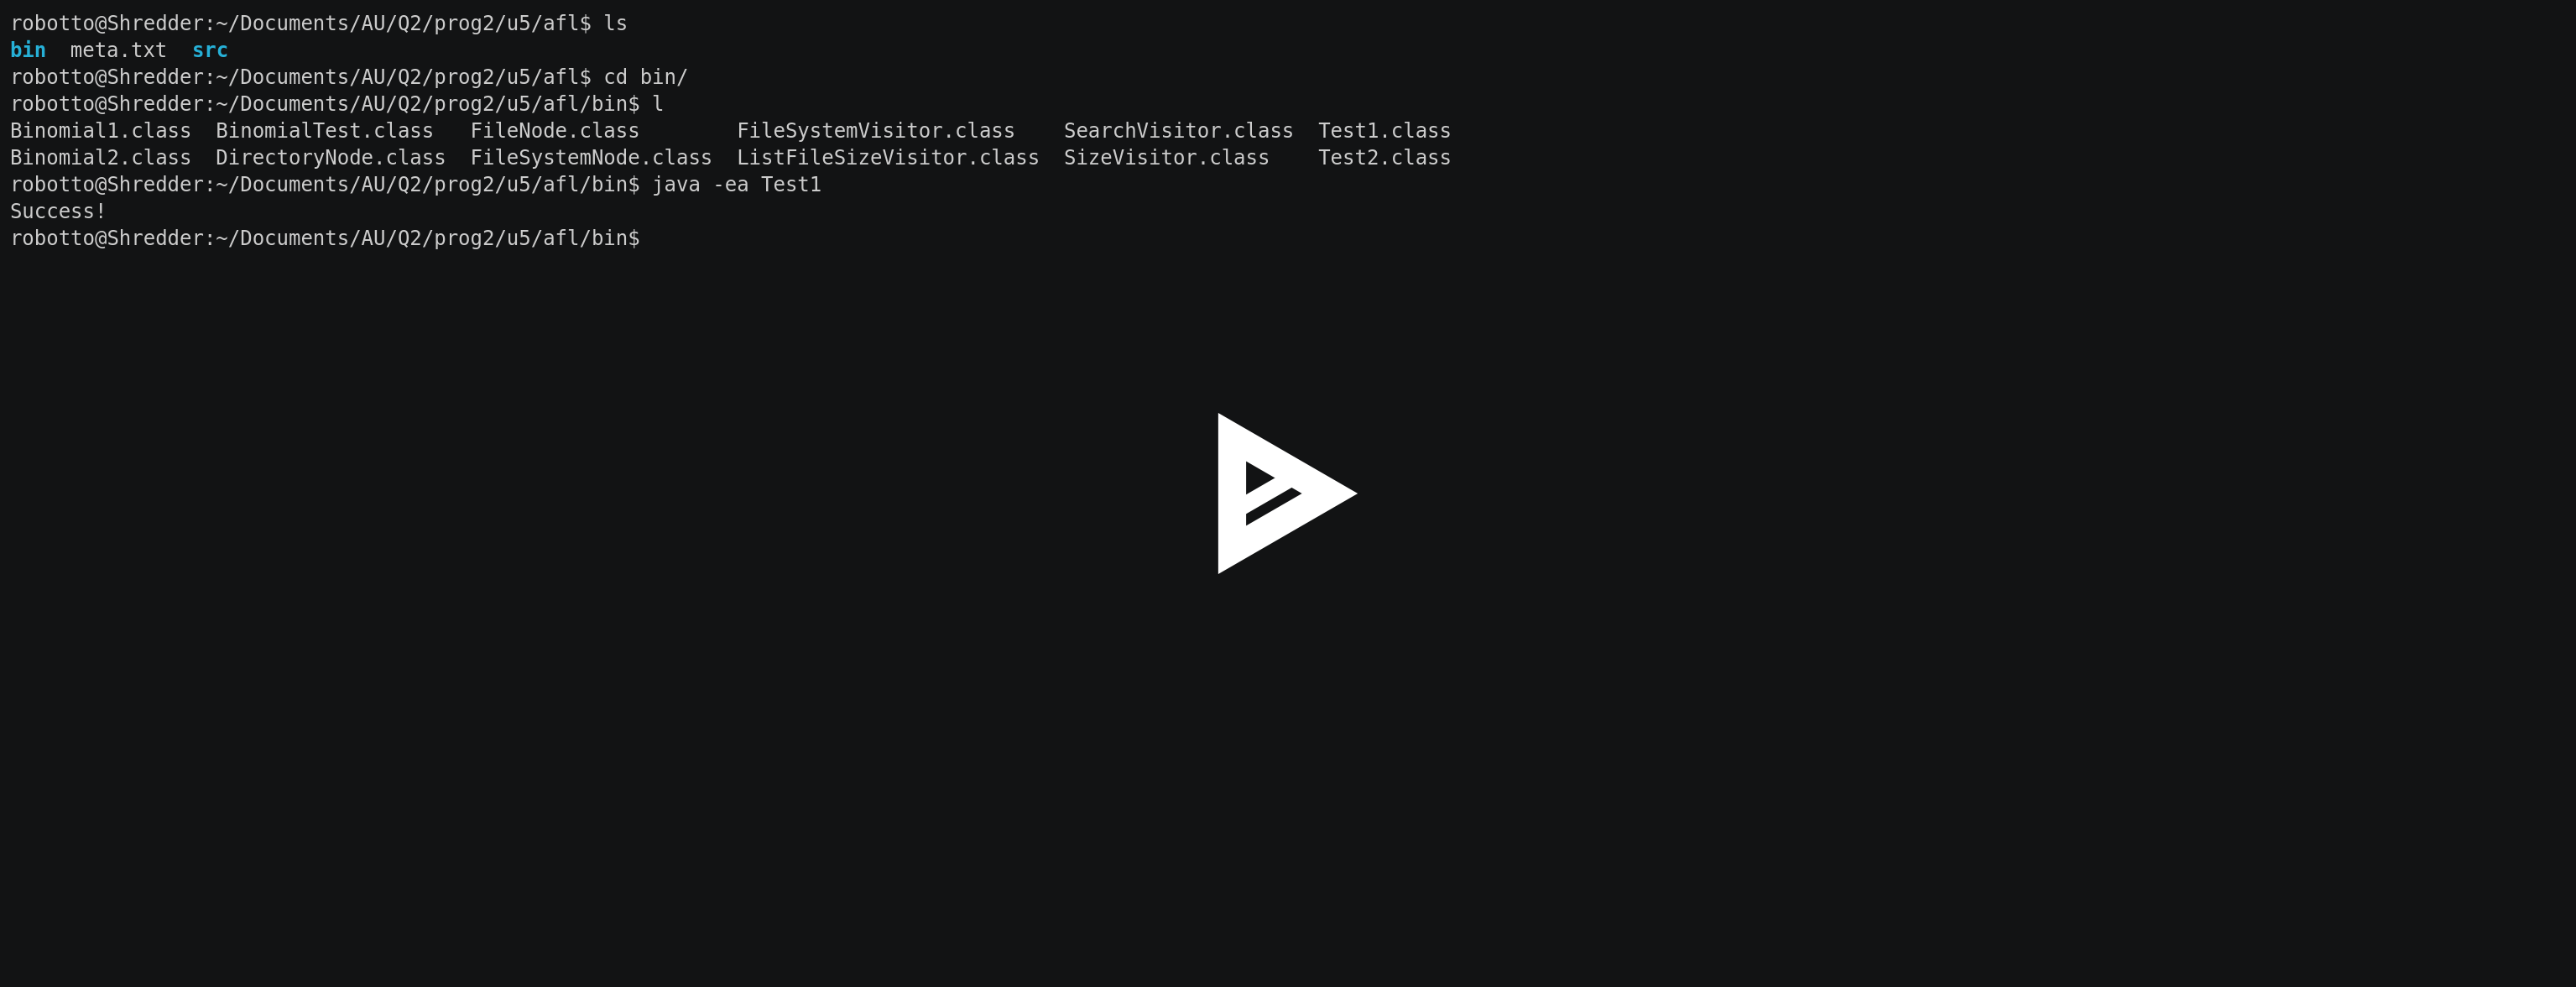 robotto@Shredder:~/Documents/AU/Q2/prog2/u5/afl$ ls
bin  meta.txt  src
robotto@Shredder:~/Documents/AU/Q2/prog2/u5/afl$ cd bin/
robotto@Shredder:~/Documents/AU/Q2/prog2/u5/afl/bin$ l
Binomial1.class  BinomialTest.class   FileNode.class        FileSystemVisitor.class    SearchVisitor.class  Test1.class
Binomial2.class  DirectoryNode.class  FileSystemNode.class  ListFileSizeVisitor.class  SizeVisitor.class    Test2.class
robotto@Shredder:~/Documents/AU/Q2/prog2/u5/afl/bin$ java -ea Test1
Success!
robotto@Shredder:~/Documents/AU/Q2/prog2/u5/afl/bin$